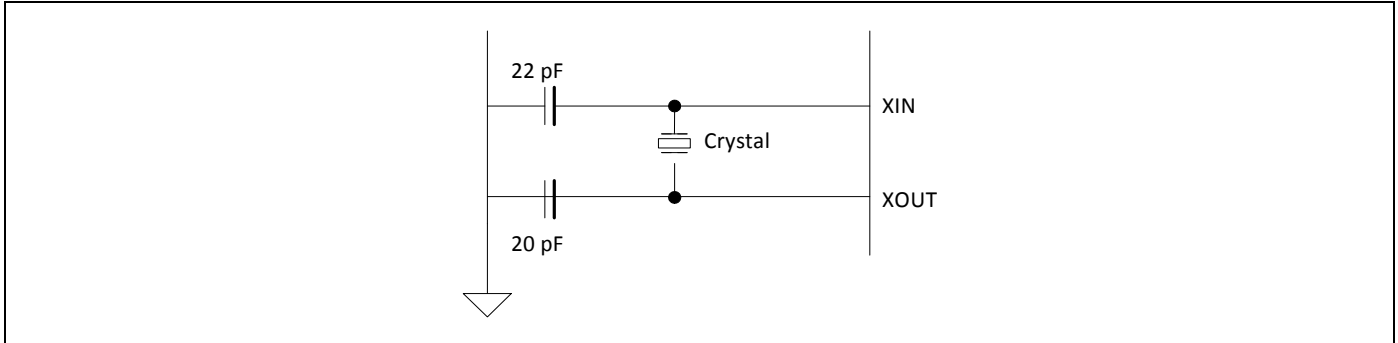 22 pF
XIN
Crystal
XOUT
20 pF